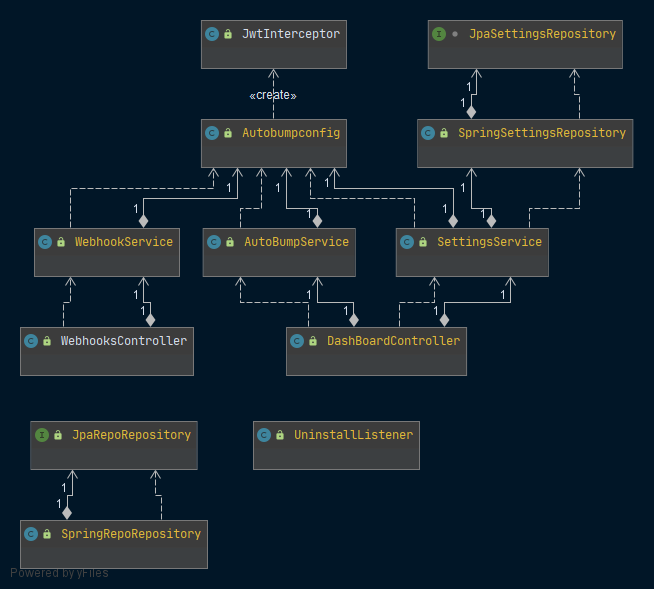 JwtInterceptor
JpaSettingsRepository
«create»
1
1
Autobumpconfig
SpringSettingsRepository
1
1
1
1
1
1
1
1
1
WebhookService
AutoBumpService
SettingsService
1
1
1
1
1
1
WebhooksController
DashBoardController
JpaRepoRepository
UninstallListener
1
1
SpringRepoRepository
Powered by yFiles